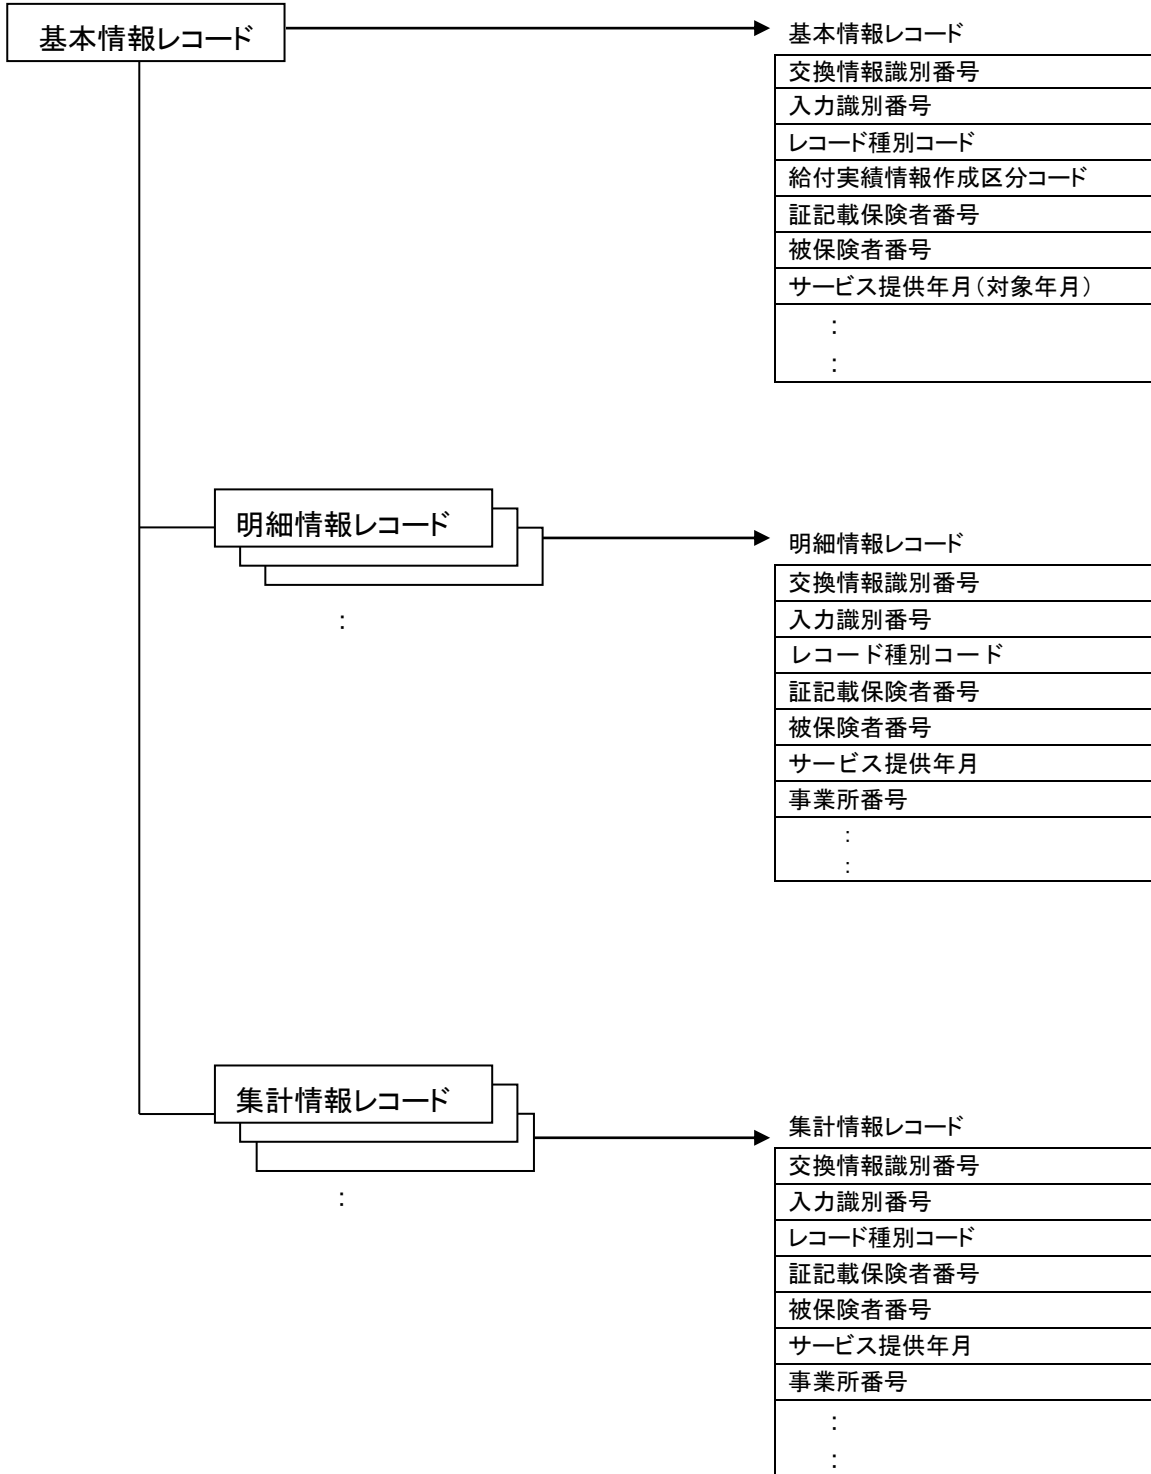 基本情報レコード
基本情報レコード
交換情報識別番号
入力識別番号
レコード種別コード
給付実績情報作成区分コード
証記載保険者番号
被保険者番号
サービス提供年月(対象年月)
:
:
明細情報レコード
:
明細情報レコード
交換情報識別番号
入力識別番号
レコード種別コード
証記載保険者番号
被保険者番号
サービス提供年月
事業所番号
:
:
集計情報レコード
:
集計情報レコード
交換情報識別番号
入力識別番号
レコード種別コード
証記載保険者番号
被保険者番号
サービス提供年月
事業所番号
:
: